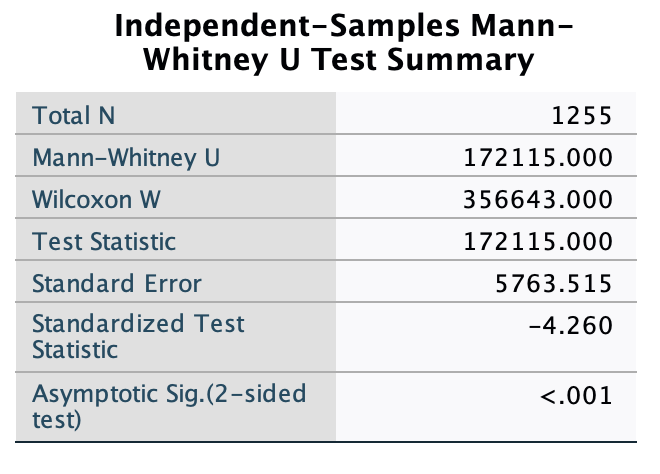 Independent-Samples Mann-
Whitney U Test Summary
Total N 1255
Mann-Whitney U 172115.000
Wilcoxon W 356643.000
Test Statistic 172115.000
Standard Error 5763.515
Standardized Test
Statistic -4.260
Asymptotic Sig.(2-sided
test) <.001